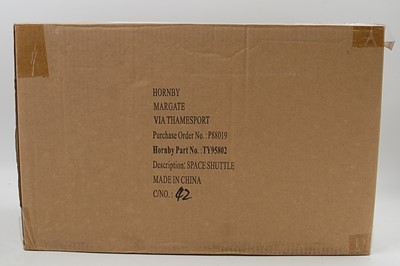 HORNBY
MARGATE
VIA THAMESPORT
Purchase Order No. : P88019
Hornby Part No. : TY95802
Description: SPACE SHUTTLE
MADE IN CHINA
C/NO. : 42